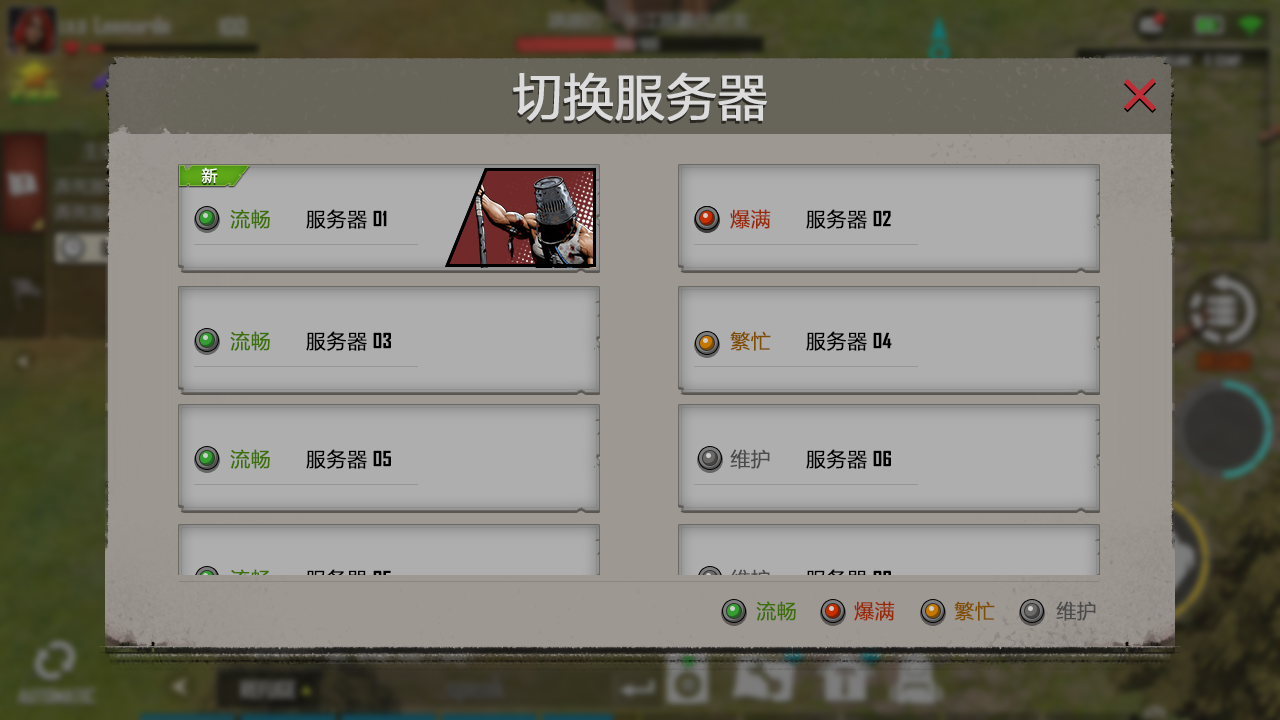 切换服务器
新
流畅 服务器 01
爆满 服务器 02
流畅 服务器 03
繁忙 服务器 04
流畅 服务器 05
维护 服务器 06
流畅 爆满 繁忙 维护
AUTOMATIC